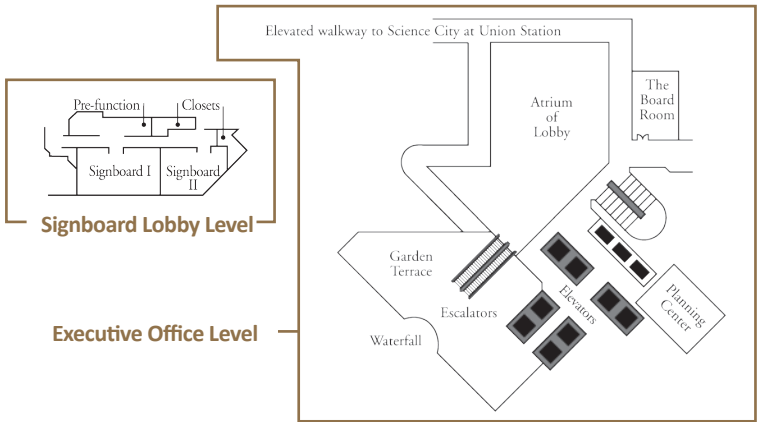 Elevated walkway to Science City at Union Station
Pre-function
Closets
Signboard I
Signboard
II
Signboard Lobby Level
The
Board
Room
Atrium
of
Lobby
Garden
Terrace
Escalators
Elevators
Planning
Center
Waterfall
Executive Office Level